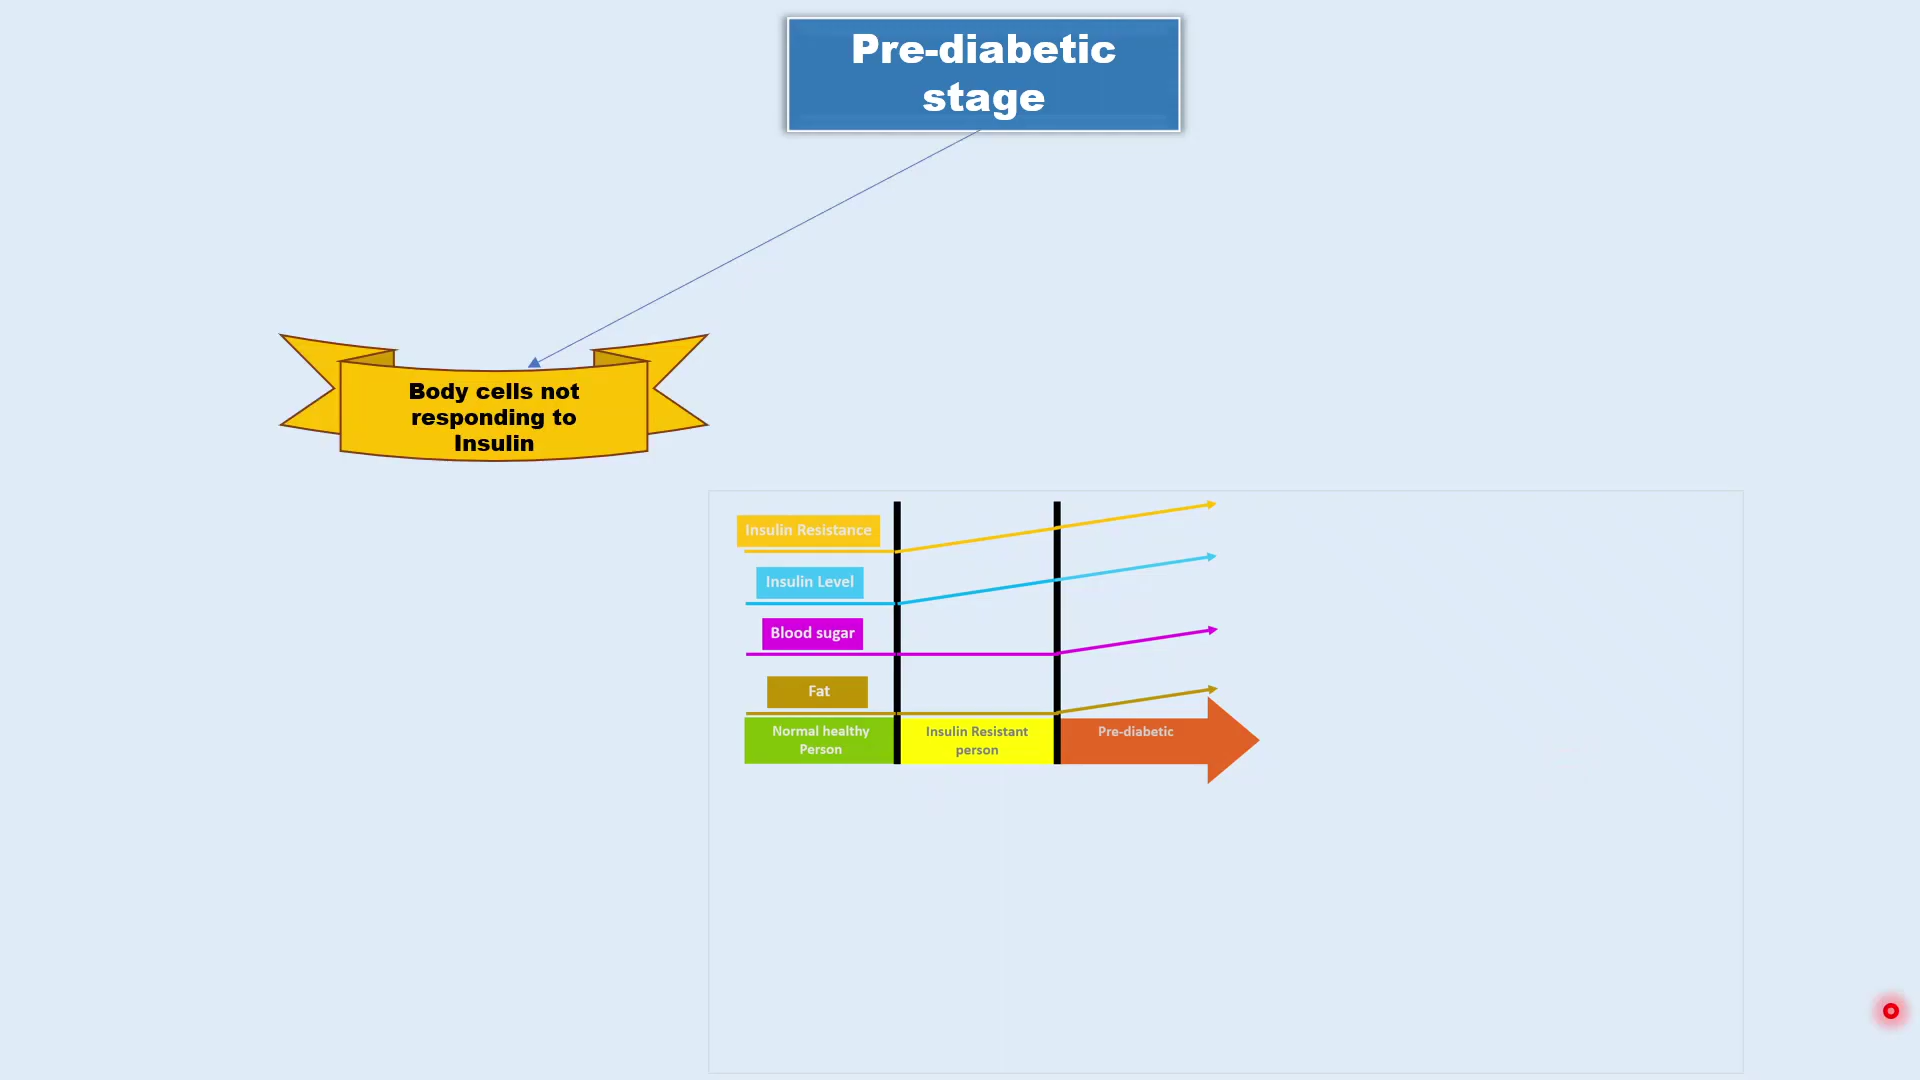 Pre-diabetic
stage
Body cells not
responding to
Insulin
Insulin Resistance
Insulin Level
Blood sugar
Fat
Normal healthy
Person
Insulin Resistant
person
Pre-diabetic